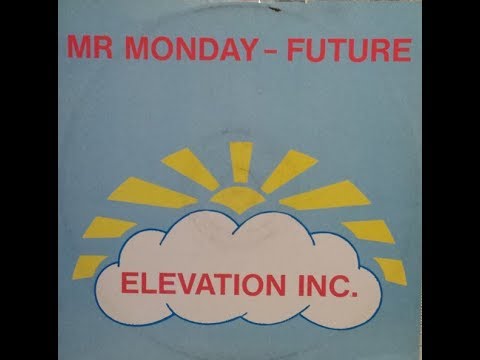 MR MONDAY - FUTURE
ELEVATION INC.